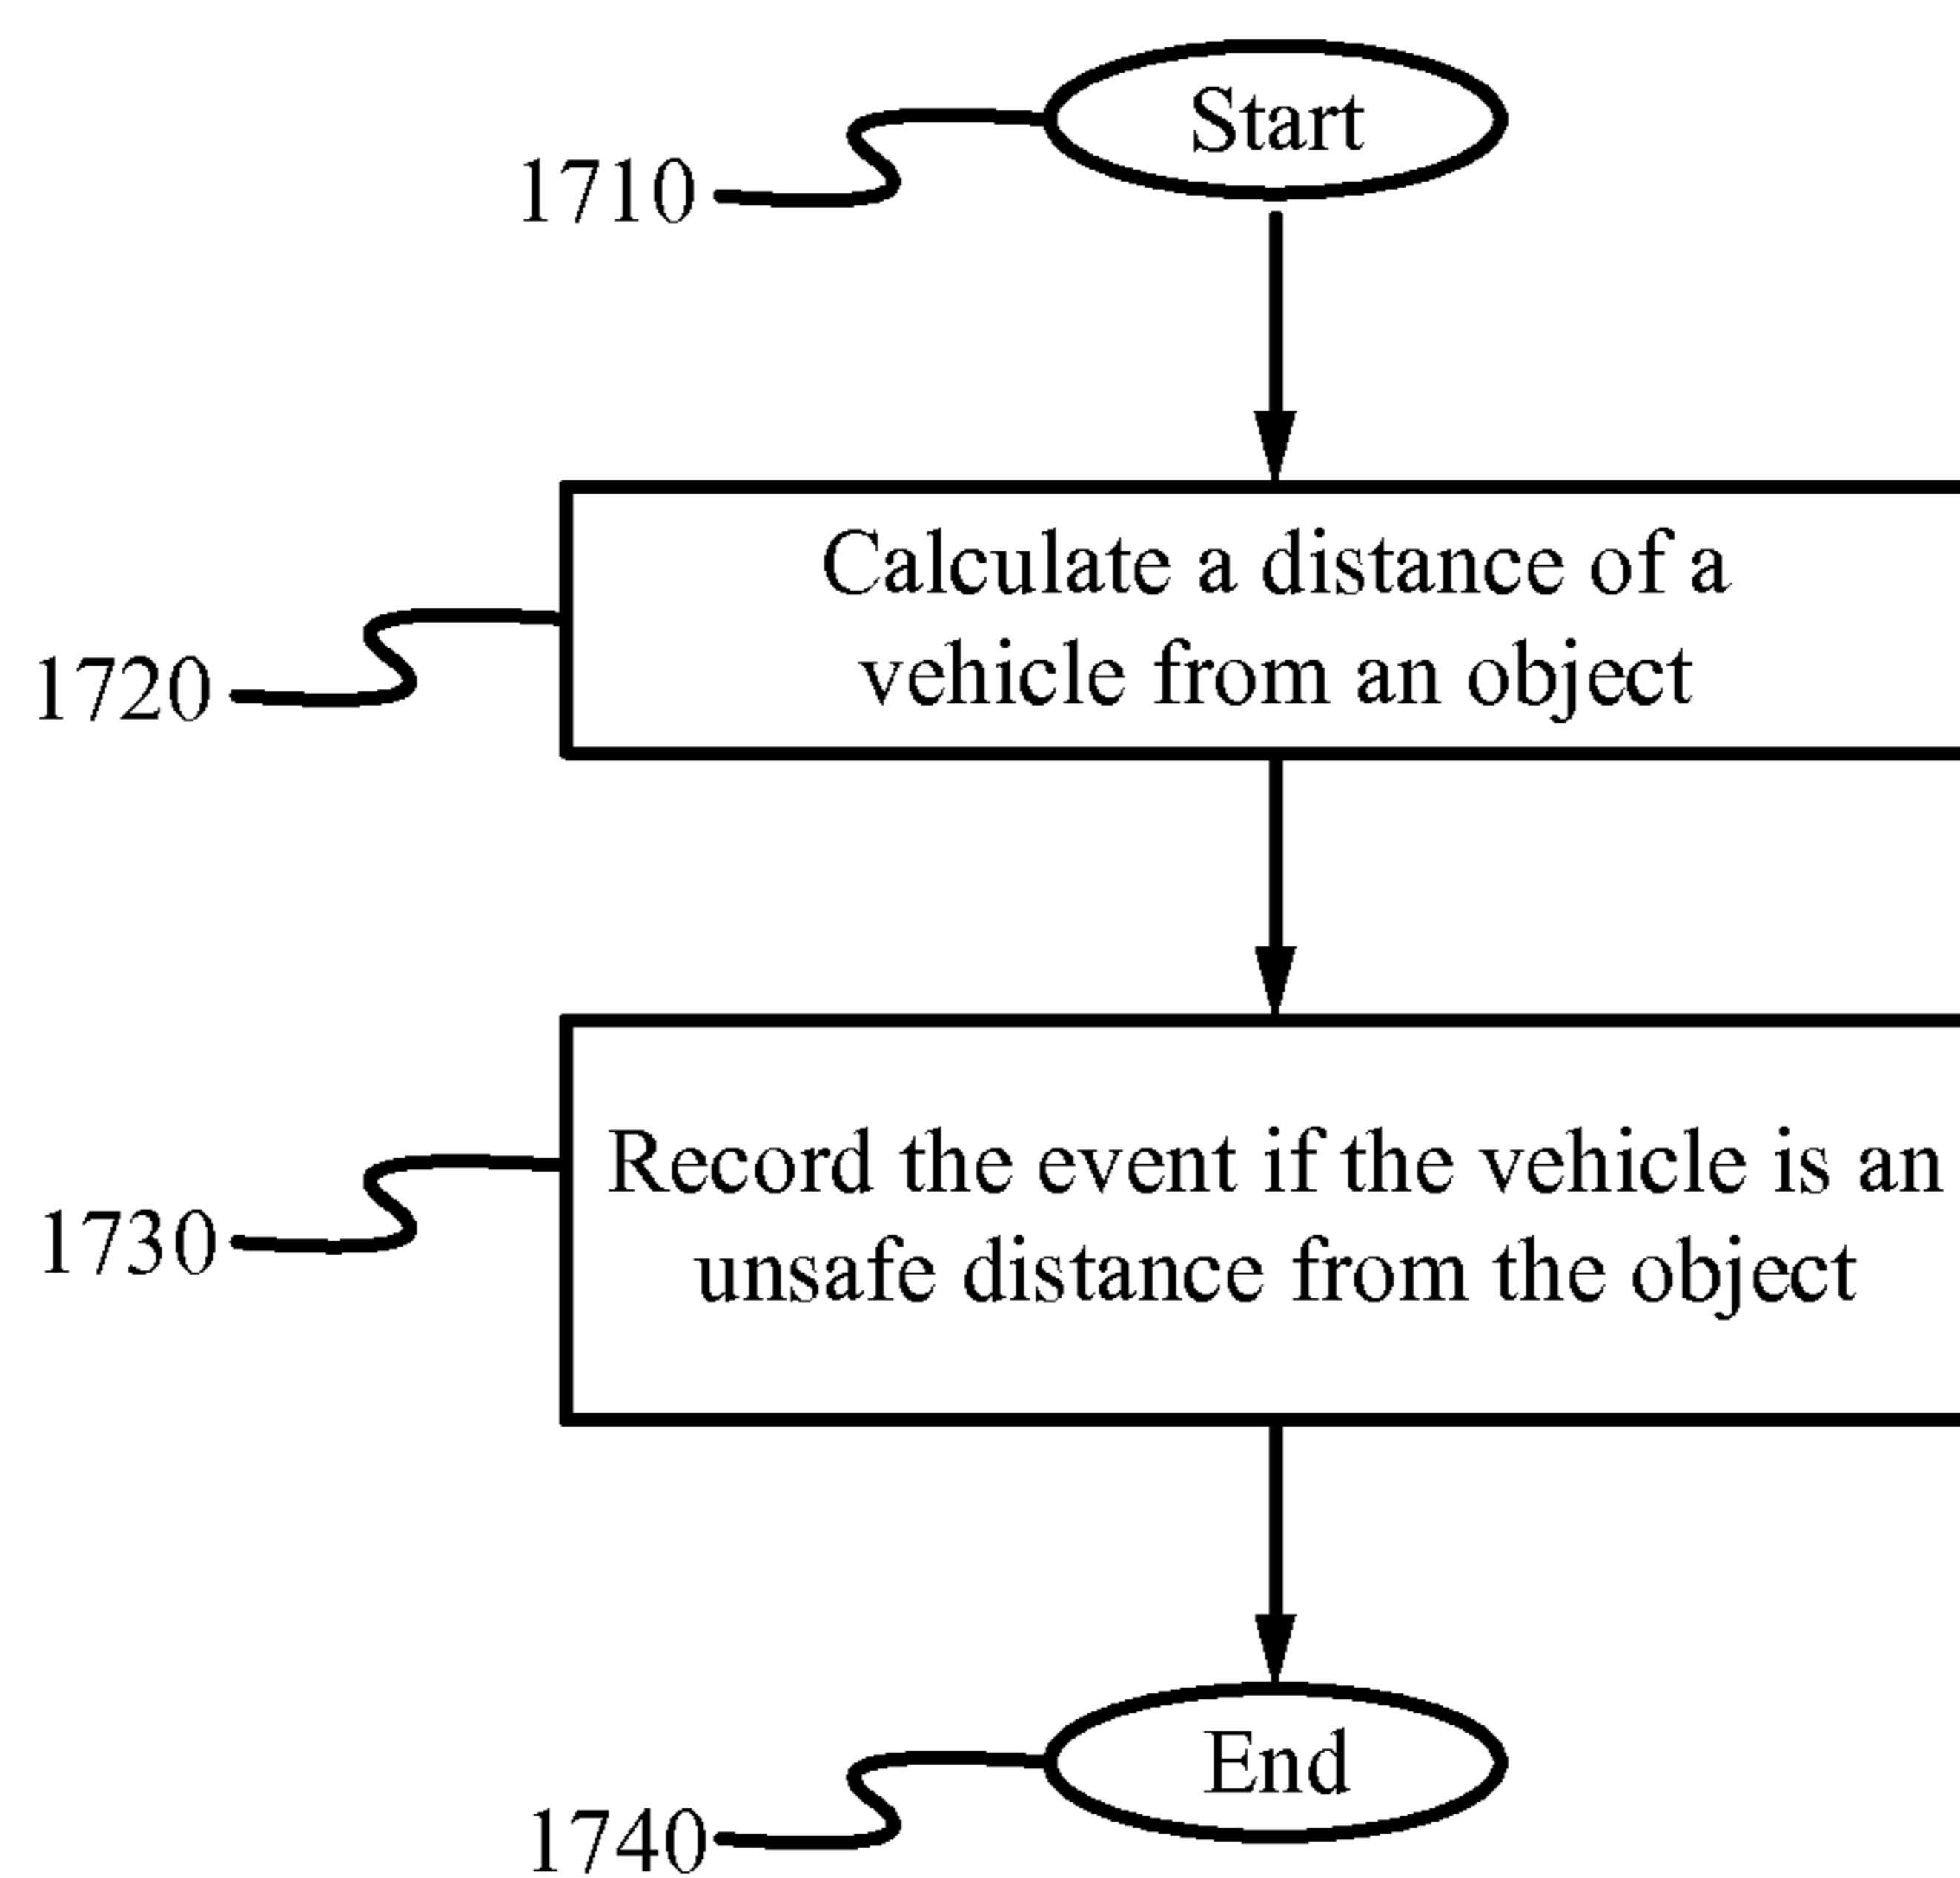 Start
1710
Calculate a distance of a
vehicle from an object
1720
Record the event if the vehicle is an
unsafe distance from the object
1730
End
1740